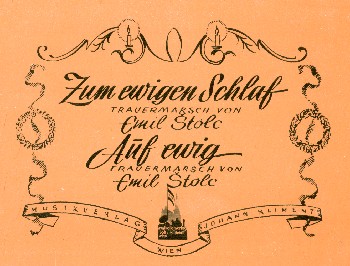 Zum ewigen Schlaf
TRAUERMARSCH VON
Emil Stolc
Auf ewig
TRAUERMARSCH VON
Emil Stolc
MUSIKVERLAG JOHANN KLIMENT
WIEN